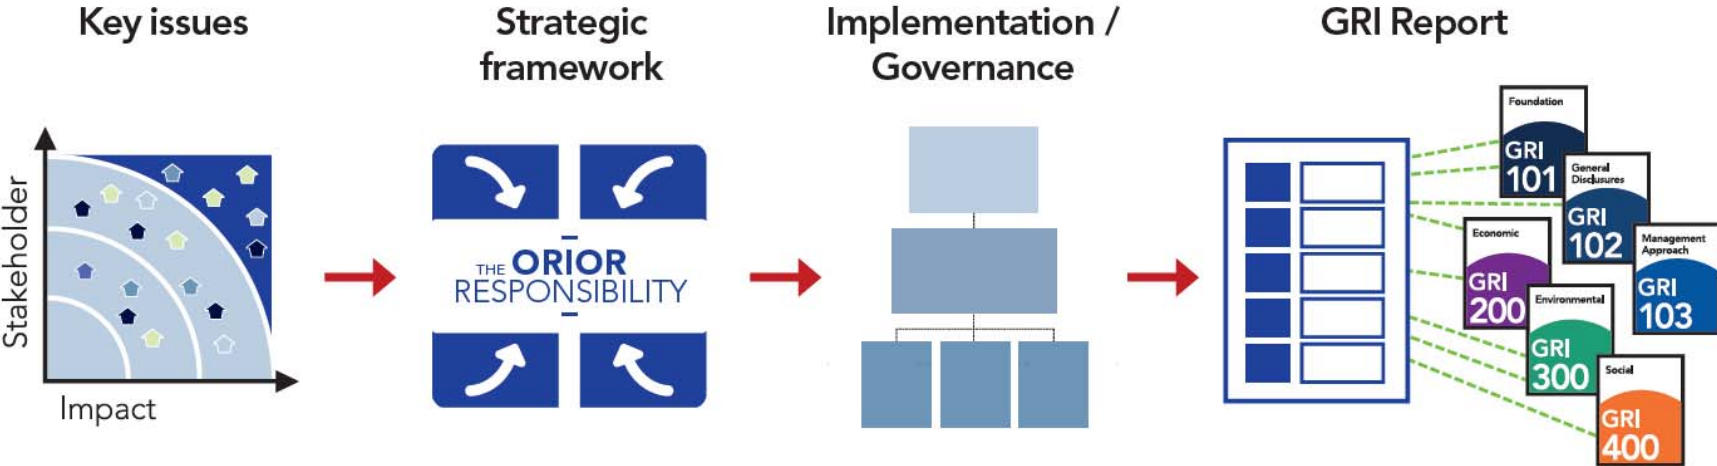 Key issues
Strategic
framework
Implementation /
Governance
GRI Report
Stakeholder
Impact
THE ORIOR
RESPONSIBILITY
Foundation
GRI
101
General
Disclusures
GRI
102
Management
Approach
GRI
103
Economic
GRI
200
Environmental
GRI
300
Social
GRI
400